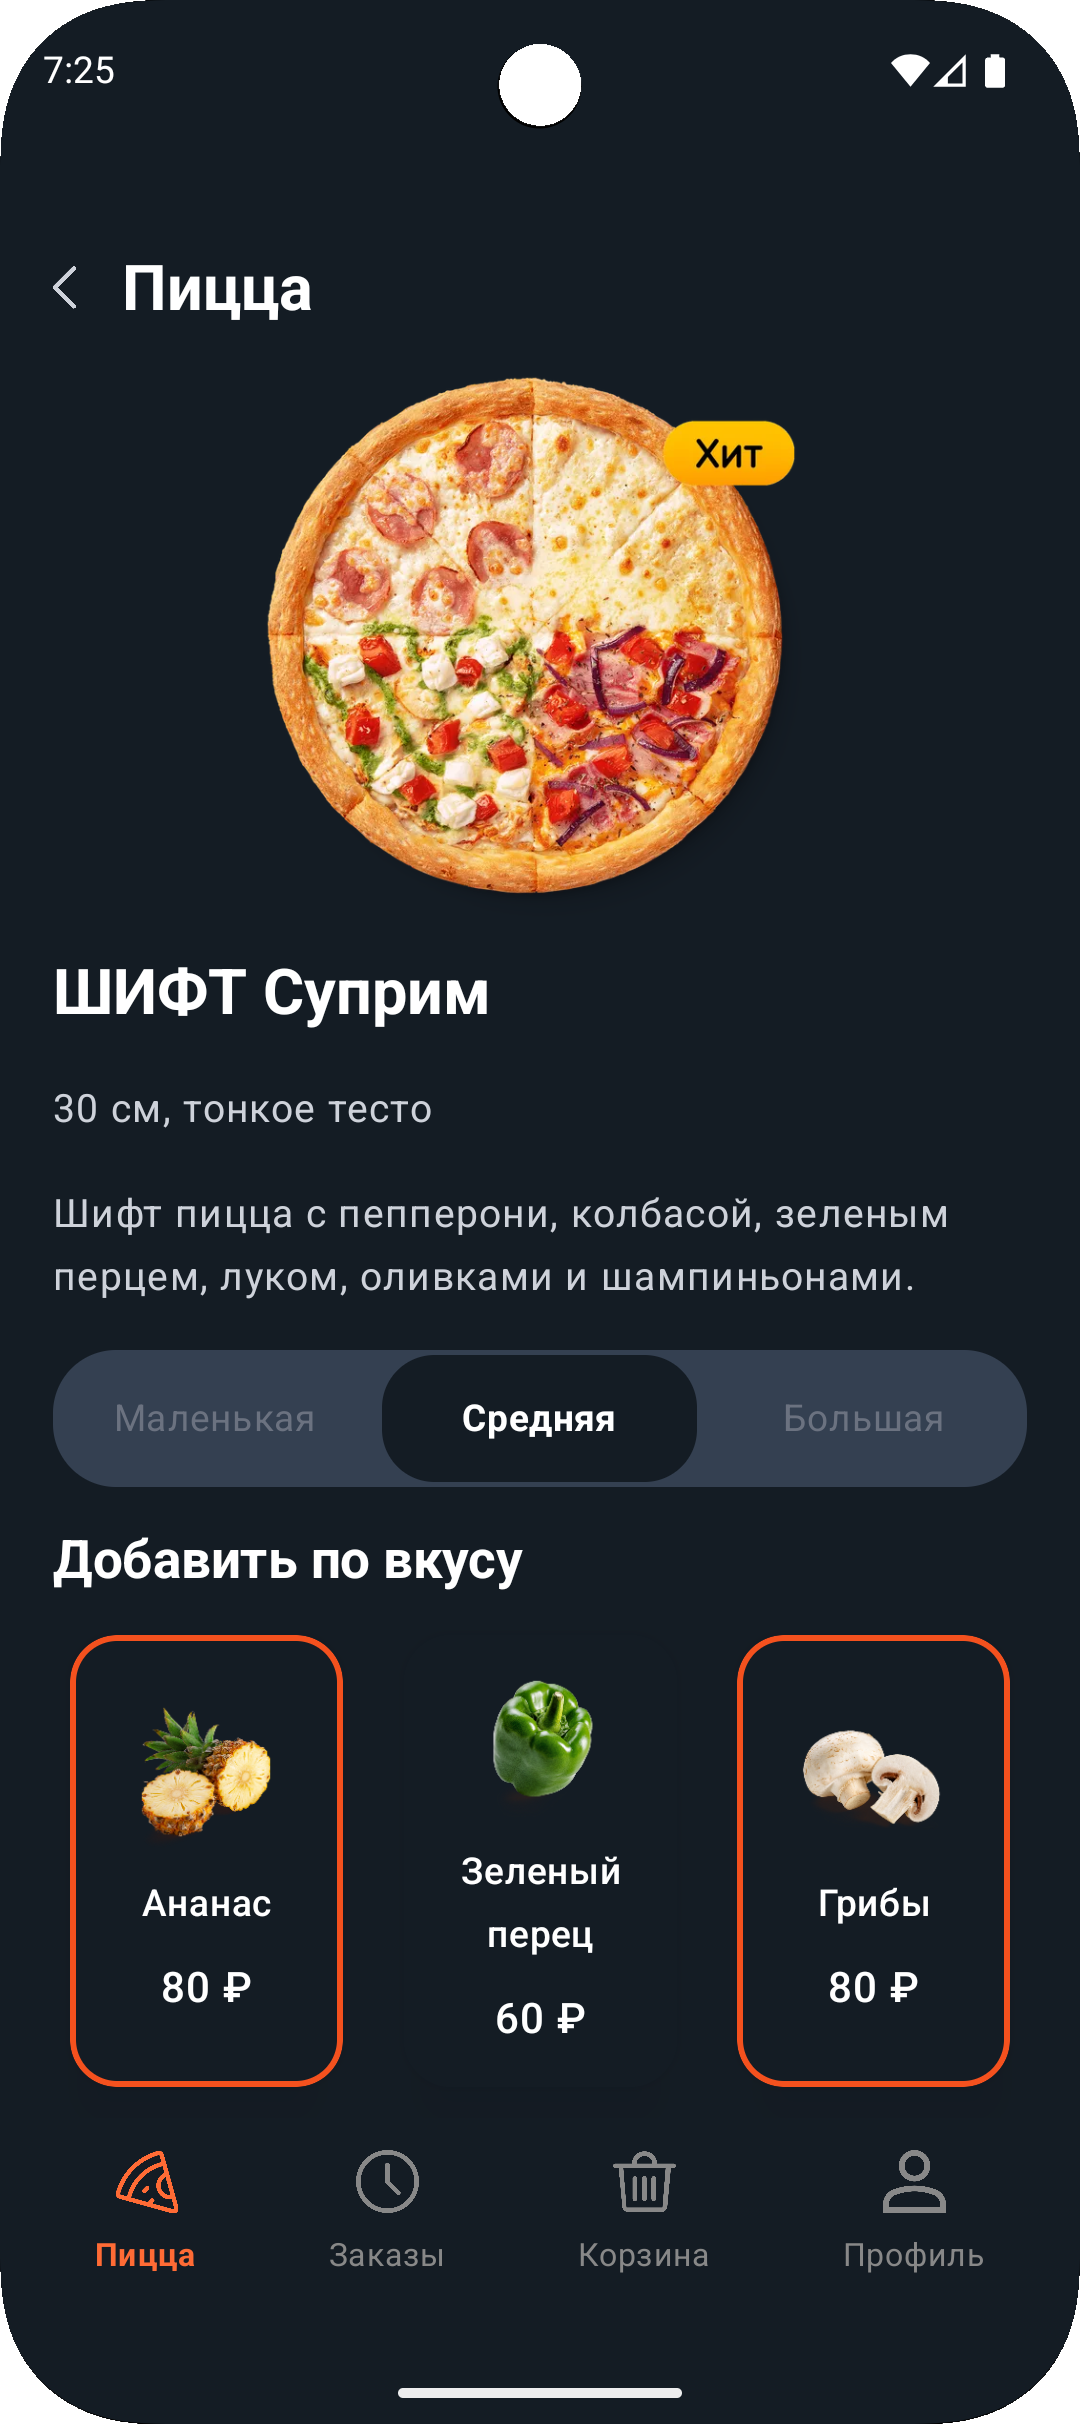 7:25
Пицца
Хит
ШИФТ Суприм
30 см, тонкое тесто
Шифт пицца с пепперони, колбасой, зеленым
перцем, луком, оливками и шампиньонами.
Маленькая Средняя Большая
Добавить по вкусу
Ананас
80 ₽
Зеленый
перец
60 ₽
Грибы
80 ₽
Пицца Заказы Корзина Профиль